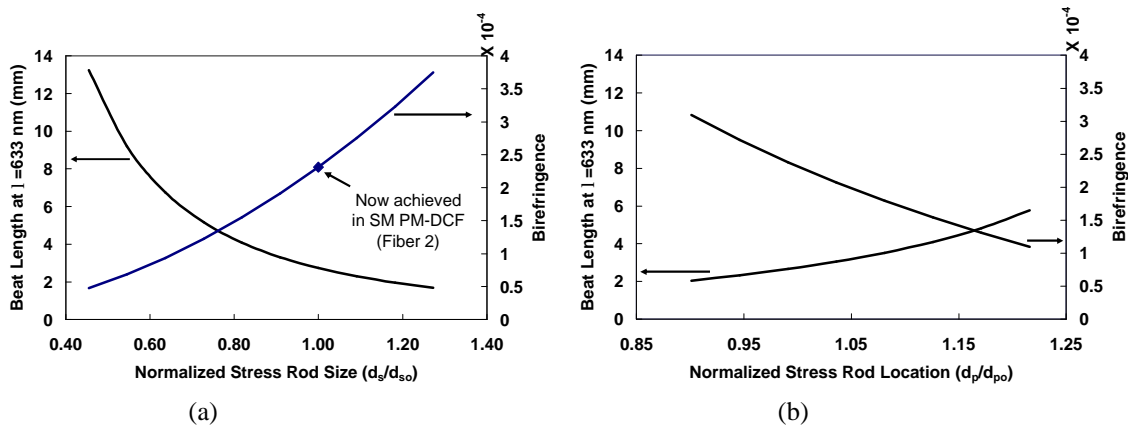 X 10⁻⁴
14
12
10
8
6
4
2
0
4
3.5
3
2.5
2
1.5
1
0.5
0
0.40 0.60 0.80 1.00 1.20 1.40
Beat Length at l =633 nm (mm)
Birefringence
Now achieved
in SM PM-DCF
(Fiber 2)
Normalized Stress Rod Size (dₛ/dₛₒ)
(a)
X 10⁻⁴
14
12
10
8
6
4
2
0
4
3.5
3
2.5
2
1.5
1
0.5
0
0.85 0.95 1.05 1.15 1.25
Beat Length at l =633 nm (mm)
Birefringence
Normalized Stress Rod Location (dₚ/dₚₒ)
(b)